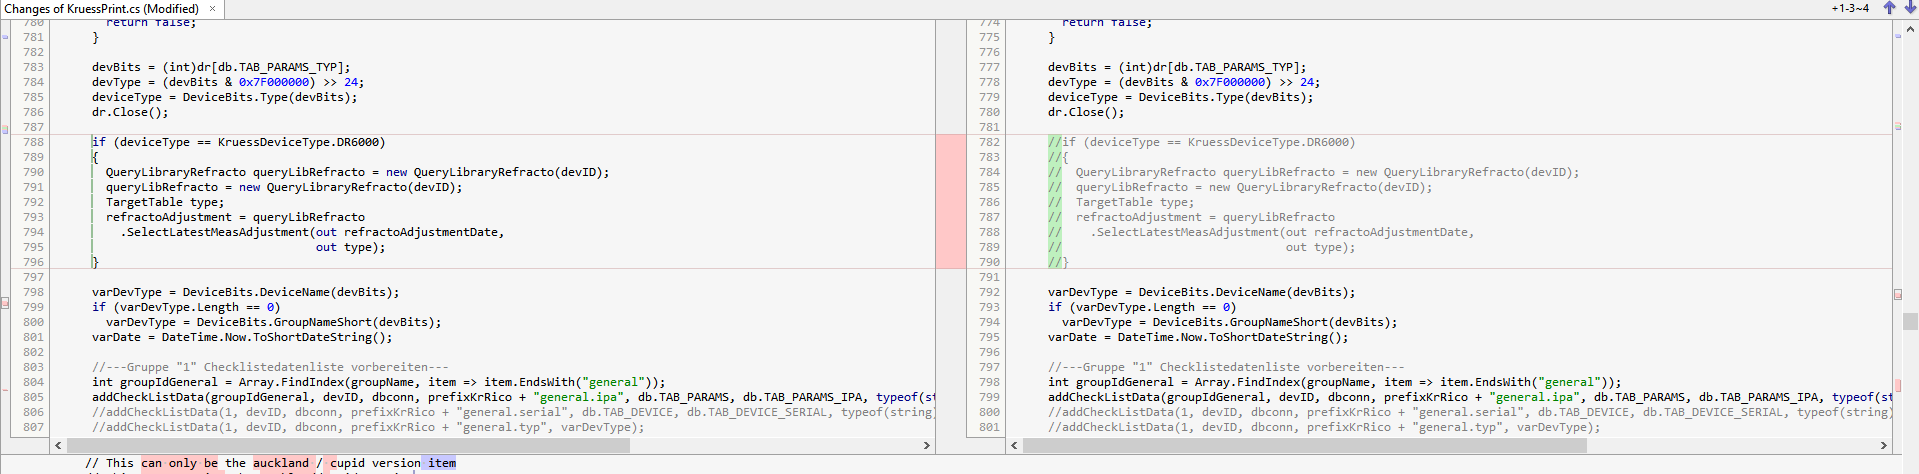 Changes of KruessPrint.cs (Modified) ×
+1-3~4
780 return false;
781 }
782
783 devBits = (int)dr[db.TAB_PARAMS_TYP];
784 devType = (devBits & 0x7F000000) >> 24;
785 deviceType = DeviceBits.Type(devBits);
786 dr.Close();
787
788 if (deviceType == KruessDeviceType.DR6000)
789 {
790 QueryLibraryRefracto queryLibRefracto = new QueryLibraryRefracto(devID);
791 queryLibRefracto = new QueryLibraryRefracto(devID);
792 TargetTable type;
793 refractoAdjustment = queryLibRefracto
794 .SelectLatestMeasAdjustment(out refractoAdjustmentDate,
795 out type);
796 }
797
798 varDevType = DeviceBits.DeviceName(devBits);
799 if (varDevType.Length == 0)
800 varDevType = DeviceBits.GroupNameShort(devBits);
801 varDate = DateTime.Now.ToShortDateString();
802
803 //---Gruppe "1" Checklistedatenliste vorbereiten---
804 int groupIdGeneral = Array.FindIndex(groupName, item => item.EndsWith("general"));
805 addCheckListData(groupIdGeneral, devID, dbconn, prefixKrRico + "general.ipa", db.TAB_PARAMS, db.TAB_PARAMS_IPA, typeof(s
806 //addCheckListData(1, devID, dbconn, prefixKrRico + "general.serial", db.TAB_DEVICE, db.TAB_DEVICE_SERIAL, typeof(string)
807 //addCheckListData(1, devID, dbconn, prefixKrRico + "general.typ", varDevType);
774 return false;
775 }
776
777 devBits = (int)dr[db.TAB_PARAMS_TYP];
778 devType = (devBits & 0x7F000000) >> 24;
779 deviceType = DeviceBits.Type(devBits);
780 dr.Close();
781
782 //if (deviceType == KruessDeviceType.DR6000)
783 //{
784 // QueryLibraryRefracto queryLibRefracto = new QueryLibraryRefracto(devID);
785 // queryLibRefracto = new QueryLibraryRefracto(devID);
786 // TargetTable type;
787 // refractoAdjustment = queryLibRefracto
788 // .SelectLatestMeasAdjustment(out refractoAdjustmentDate,
789 // out type);
790 //}
791
792 varDevType = DeviceBits.DeviceName(devBits);
793 if (varDevType.Length == 0)
794 varDevType = DeviceBits.GroupNameShort(devBits);
795 varDate = DateTime.Now.ToShortDateString();
796
797 //---Gruppe "1" Checklistedatenliste vorbereiten---
798 int groupIdGeneral = Array.FindIndex(groupName, item => item.EndsWith("general"));
799 addCheckListData(groupIdGeneral, devID, dbconn, prefixKrRico + "general.ipa", db.TAB_PARAMS, db.TAB_PARAMS_IPA, typeof(st
800 //addCheckListData(1, devID, dbconn, prefixKrRico + "general.serial", db.TAB_DEVICE, db.TAB_DEVICE_SERIAL, typeof(string)
801 //addCheckListData(1, devID, dbconn, prefixKrRico + "general.typ", varDevType);
// This can only be the auckland / cupid version item